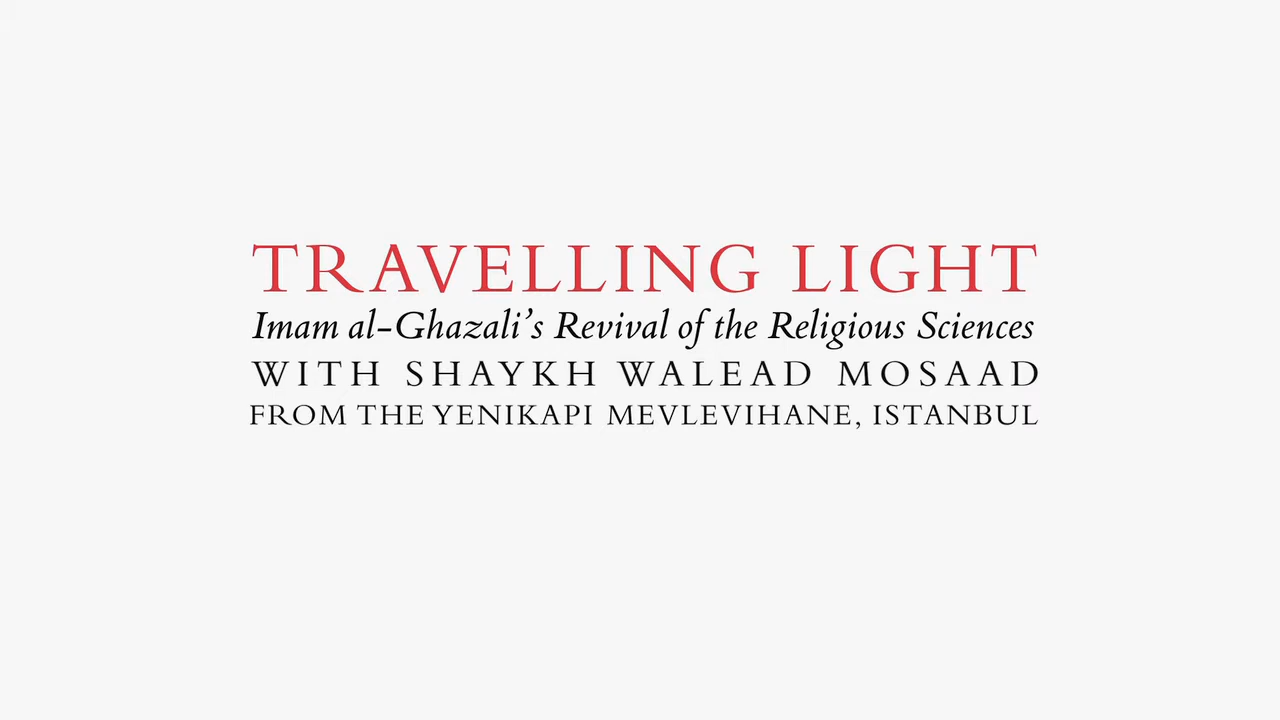 TRAVELLING LIGHT
Imam al-Ghazali's Revival of the Religious Sciences
WITH SHAYKH WALEAD MOSAAD
FROM THE YENIKAPI MEVLEVIHANE, ISTANBUL